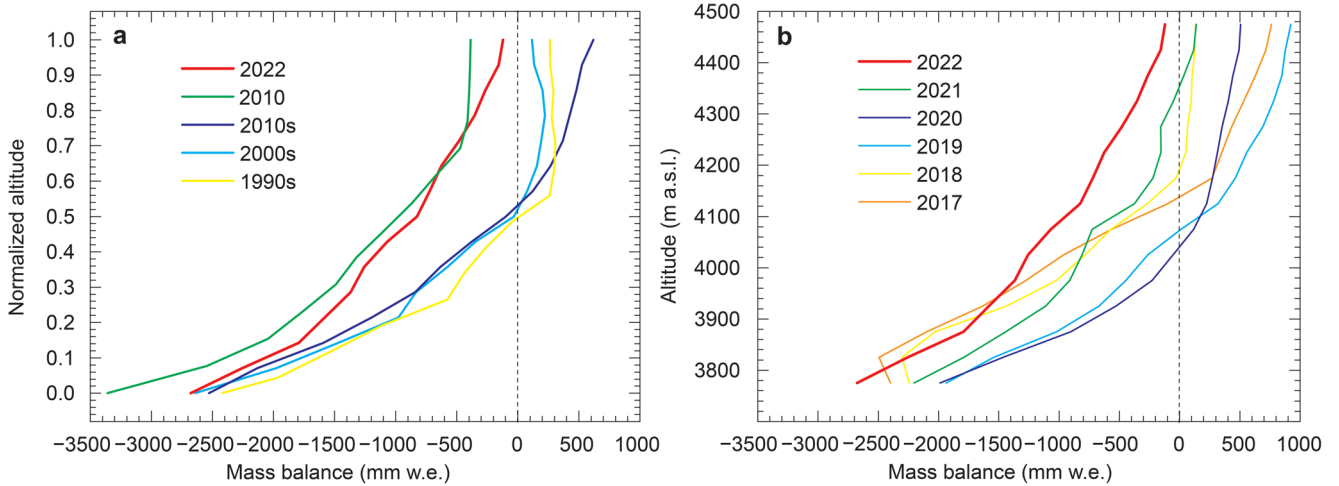 a
1.0
0.9
0.8
0.7
0.6
0.5
0.4
0.3
0.2
0.1
0.0
Normalized altitude
2022
2010
2010s
2000s
1990s
−3500 −3000 −2500 −2000 −1500 −1000 −500 0 500 1000
Mass balance (mm w.e.)
b
4500
4400
4300
4200
4100
4000
3900
3800
Altitude (m a.s.l.)
2022
2021
2020
2019
2018
2017
−3500 −3000 −2500 −2000 −1500 −1000 −500 0 500 1000
Mass balance (mm w.e.)